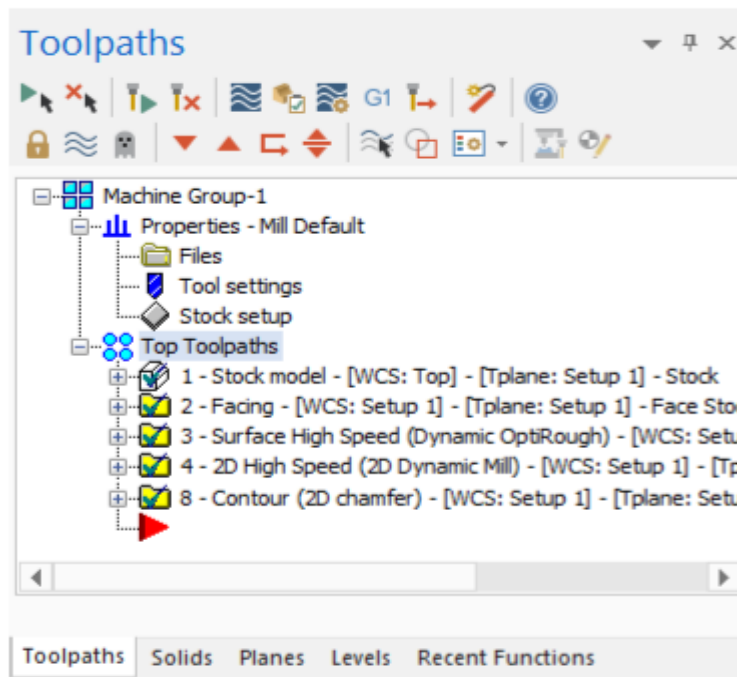 Toolpaths
G1
Machine Group-1
Properties - Mill Default
Files
Tool settings
Stock setup
Top Toolpaths
1 - Stock model - [WCS: Top] - [Tplane: Setup 1] - Stock
2 - Facing - [WCS: Setup 1] - [Tplane: Setup 1] - Face Sto
3 - Surface High Speed (Dynamic OptiRough) - [WCS: Setu
4 - 2D High Speed (2D Dynamic Mill) - [WCS: Setup 1] - [Tp
8 - Contour (2D chamfer) - [WCS: Setup 1] - [Tplane: Setu
Toolpaths Solids Planes Levels Recent Functions